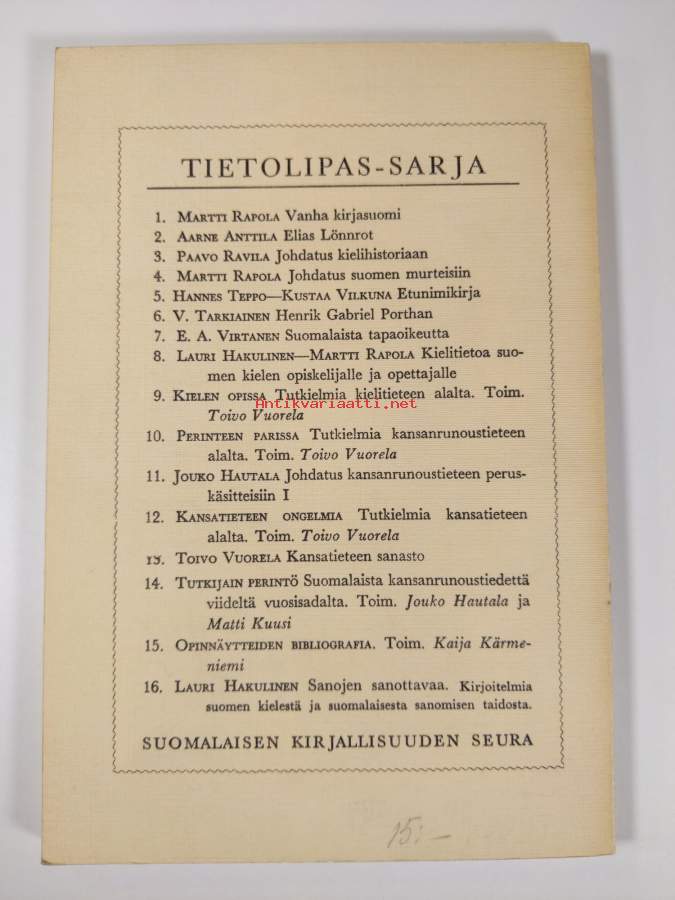 TIETOLIPAS-SARJA
1. MARTTI RAPOLA Vanha kirjasuomi
2. AARNE ANTTILA Elias Lönnrot
3. PAAVO RAVILA Johdatus kielihistoriaan
4. MARTTI RAPOLA Johdatus suomen murteisiin
5. HANNES TEPPO—KUSTAA VILKUNA Etunimikirja
6. V. TARKIAINEN Henrik Gabriel Porthan
7. E. A. VIRTANEN Suomalaista tapaoikeutta
8. LAURI HAKULINEN—MARTTI RAPOLA Kielitietoa suo-
men kielen opiskelijalle ja opettajalle
9. KIELEN OPISSA Tutkielmia kielitieteen alalta. Toim.
Antikvariaatti.net
Toivo Vuorela
10. PERINTEEN PARISSA Tutkielmia kansanrunoustieteen
alalta. Toim. Toivo Vuorela
11. JOUKO HAUTALA Johdatus kansanrunoustieteen perus-
käsitteisiin I
12. KANSATIETEEN ONGELMIA Tutkielmia kansatieteen
alalta. Toim. Toivo Vuorela
13. TOIVO VUORELA Kansatieteen sanasto
14. TUTKIJAIN PERINTÖ Suomalaista kansanrunoustiedettä
viideltä vuosisadalta. Toim. Jouko Hautala ja
Matti Kuusi
15. OPINNÄYTTEIDEN BIBLIOGRAFIA. Toim. Kaija Kärme-
niemi
16. LAURI HAKULINEN Sanojen sanottavaa. Kirjoitelmia
suomen kielestä ja suomalaisesta sanomisen taidosta.
SUOMALAISEN KIRJALLISUUDEN SEURA
15:—